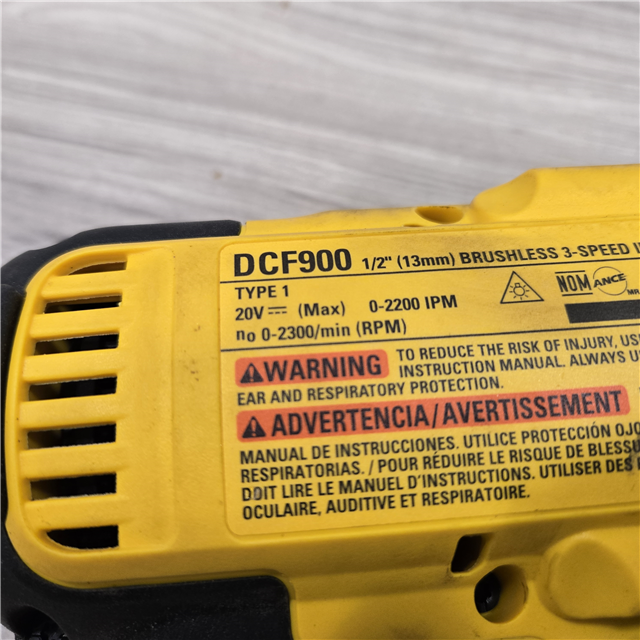 DCF900 1/2" (13mm) BRUSHLESS 3-SPEED
TYPE 1
20V ⎓ (Max) 0-2200 IPM
n₀ 0-2300/min (RPM)
NOM
ANCE
MR
WARNING TO REDUCE THE RISK OF INJURY,
INSTRUCTION MANUAL. ALWAYS
EAR AND RESPIRATORY PROTECTION.
ADVERTENCIA/AVERTISSEMENT
MANUAL DE INSTRUCCIONES. UTILICE PROTECCIÓN
RESPIRATORIAS. / POUR RÉDUIRE LE RISQUE DE
DOIT LIRE LE MANUEL D'INSTRUCTIONS. UTILISER DES
OCULAIRE, AUDITIVE ET RESPIRATOIRE.